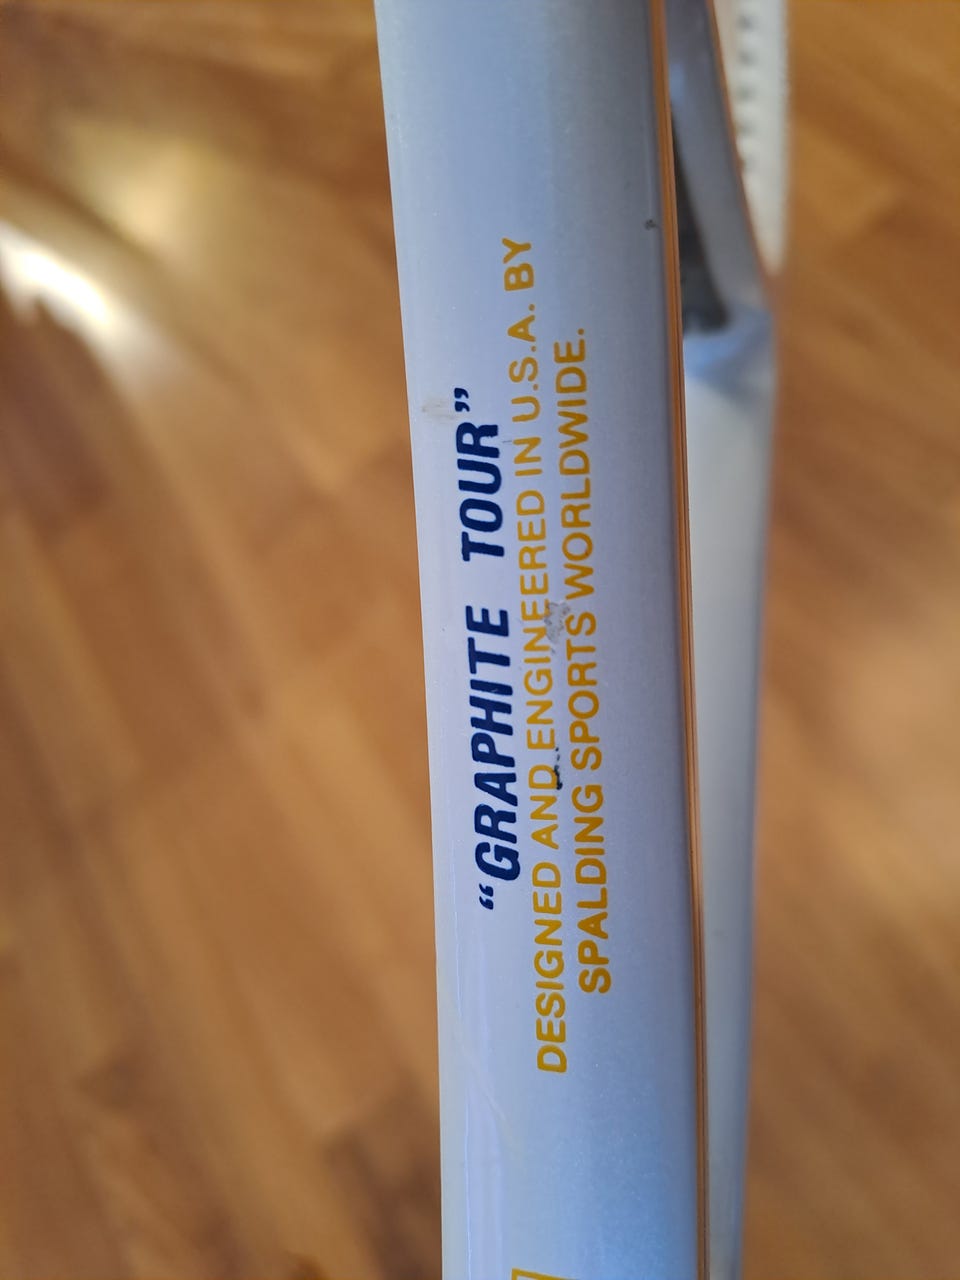 “GRAPHITE TOUR”
DESIGNED AND ENGINEERED IN U.S.A. BY
SPALDING SPORTS WORLDWIDE.